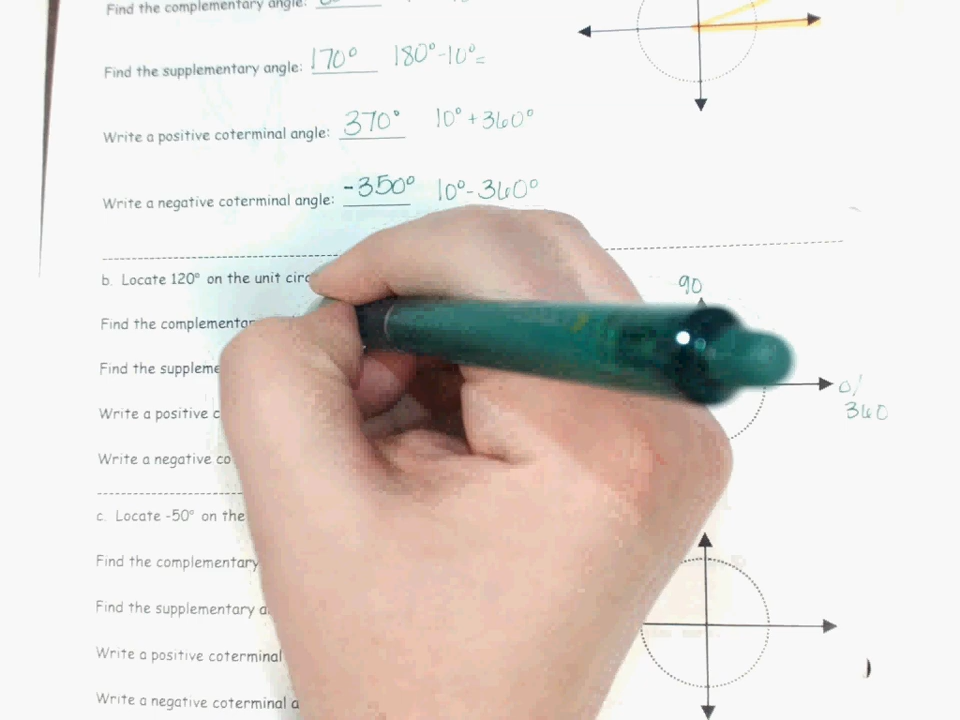 Find the complementary angle:
Find the supplementary angle: 170° 180°-10°=
Write a positive coterminal angle: 370° 10°+360°
Write a negative coterminal angle: -350° 10°-360°
b. Locate 120° on the unit circ
90
Find the complementar
Find the suppleme
0/
360
Write a positive c
Write a negative co
c. Locate -50° on the
Find the complementary
Find the supplementary a
Write a positive coterminal
Write a negative coterminal a